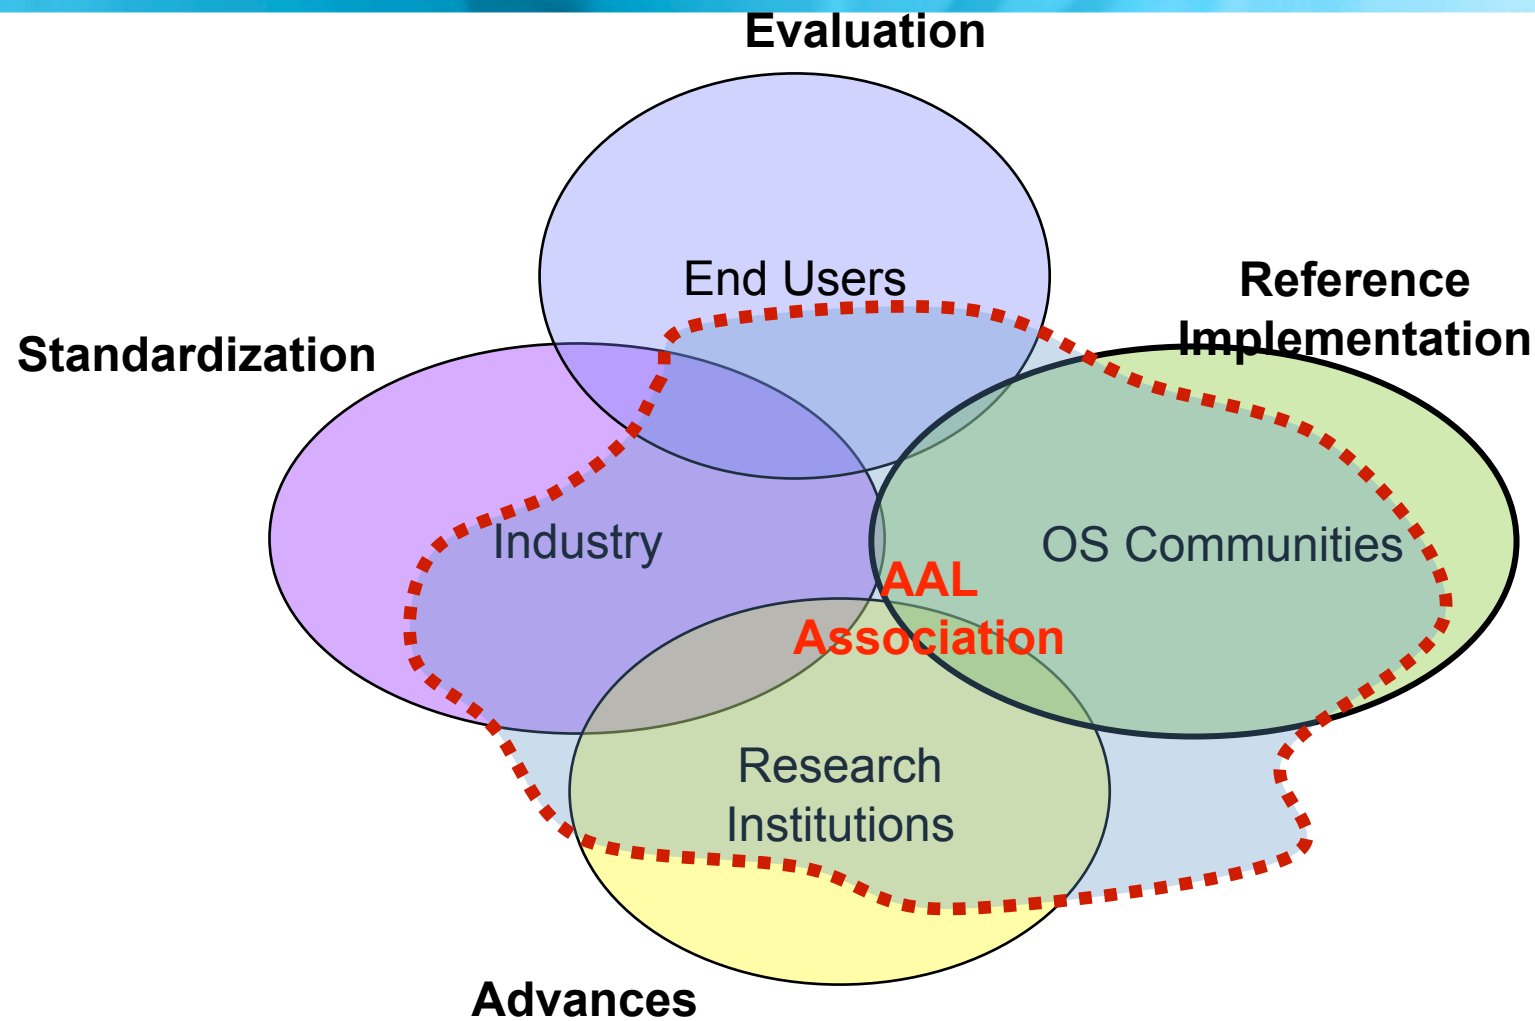 Evaluation
End Users
Reference
Implementation
Standardization
Industry
OS Communities
AAL
Association
Research
Institutions
Advances